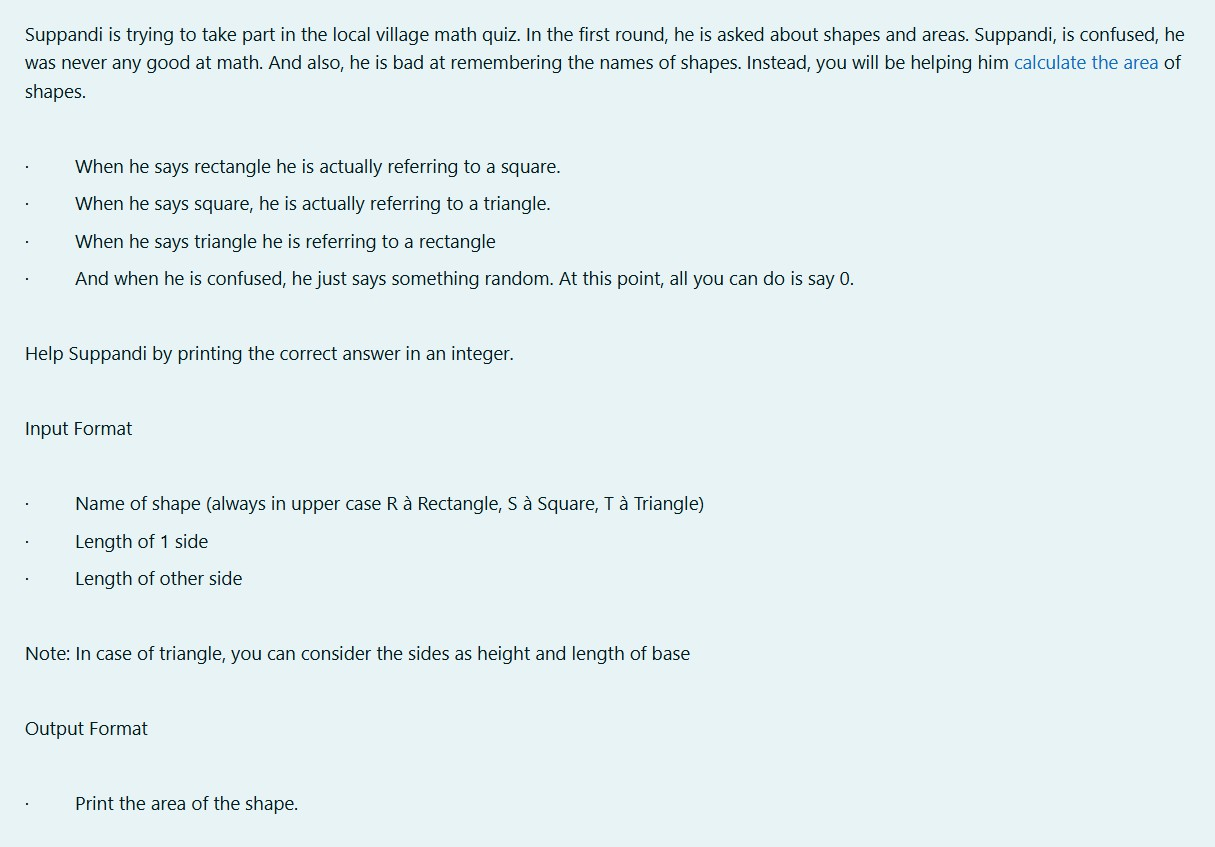 Suppandi is trying to take part in the local village math quiz. In the first round, he is asked about shapes and areas. Suppandi, is confused, he
was never any good at math. And also, he is bad at remembering the names of shapes. Instead, you will be helping him calculate the area of
shapes.
· When he says rectangle he is actually referring to a square.
· When he says square, he is actually referring to a triangle.
· When he says triangle he is referring to a rectangle
· And when he is confused, he just says something random. At this point, all you can do is say 0.
Help Suppandi by printing the correct answer in an integer.
Input Format
· Name of shape (always in upper case R à Rectangle, S à Square, T à Triangle)
· Length of 1 side
· Length of other side
Note: In case of triangle, you can consider the sides as height and length of base
Output Format
· Print the area of the shape.